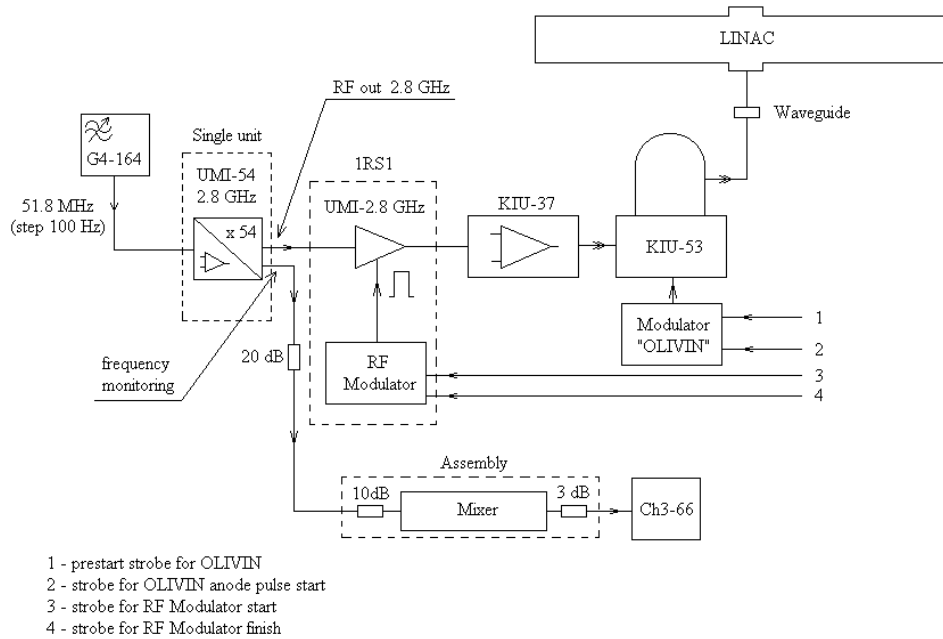 LINAC
RF out 2.8 GHz
Waveguide
Single unit
G4-164
UMI-54
2.8 GHz
1RS1
UMI-2.8 GHz
KIU-37
51.8 MHz
(step 100 Hz)
x 54
KIU-53
Modulator
"OLIVIN"
1
2
20 dB
RF
Modulator
3
4
frequency
monitoring
Assembly
10dB
Mixer
3 dB
Ch3-66
1 - prestart strobe for OLIVIN
2 - strobe for OLIVIN anode pulse start
3 - strobe for RF Modulator start
4 - strobe for RF Modulator finish